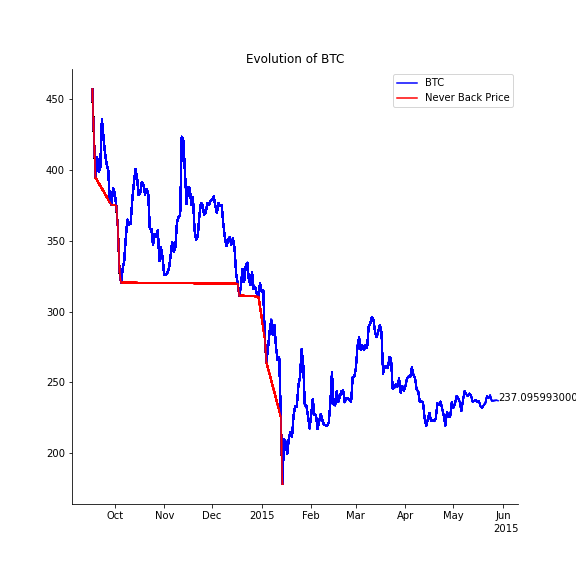 Evolution of BTC
BTC
Never Back Price
450
400
350
300
250
200
237.095993000
Oct
Nov
Dec
2015
Feb
Mar
Apr
May
Jun
2015